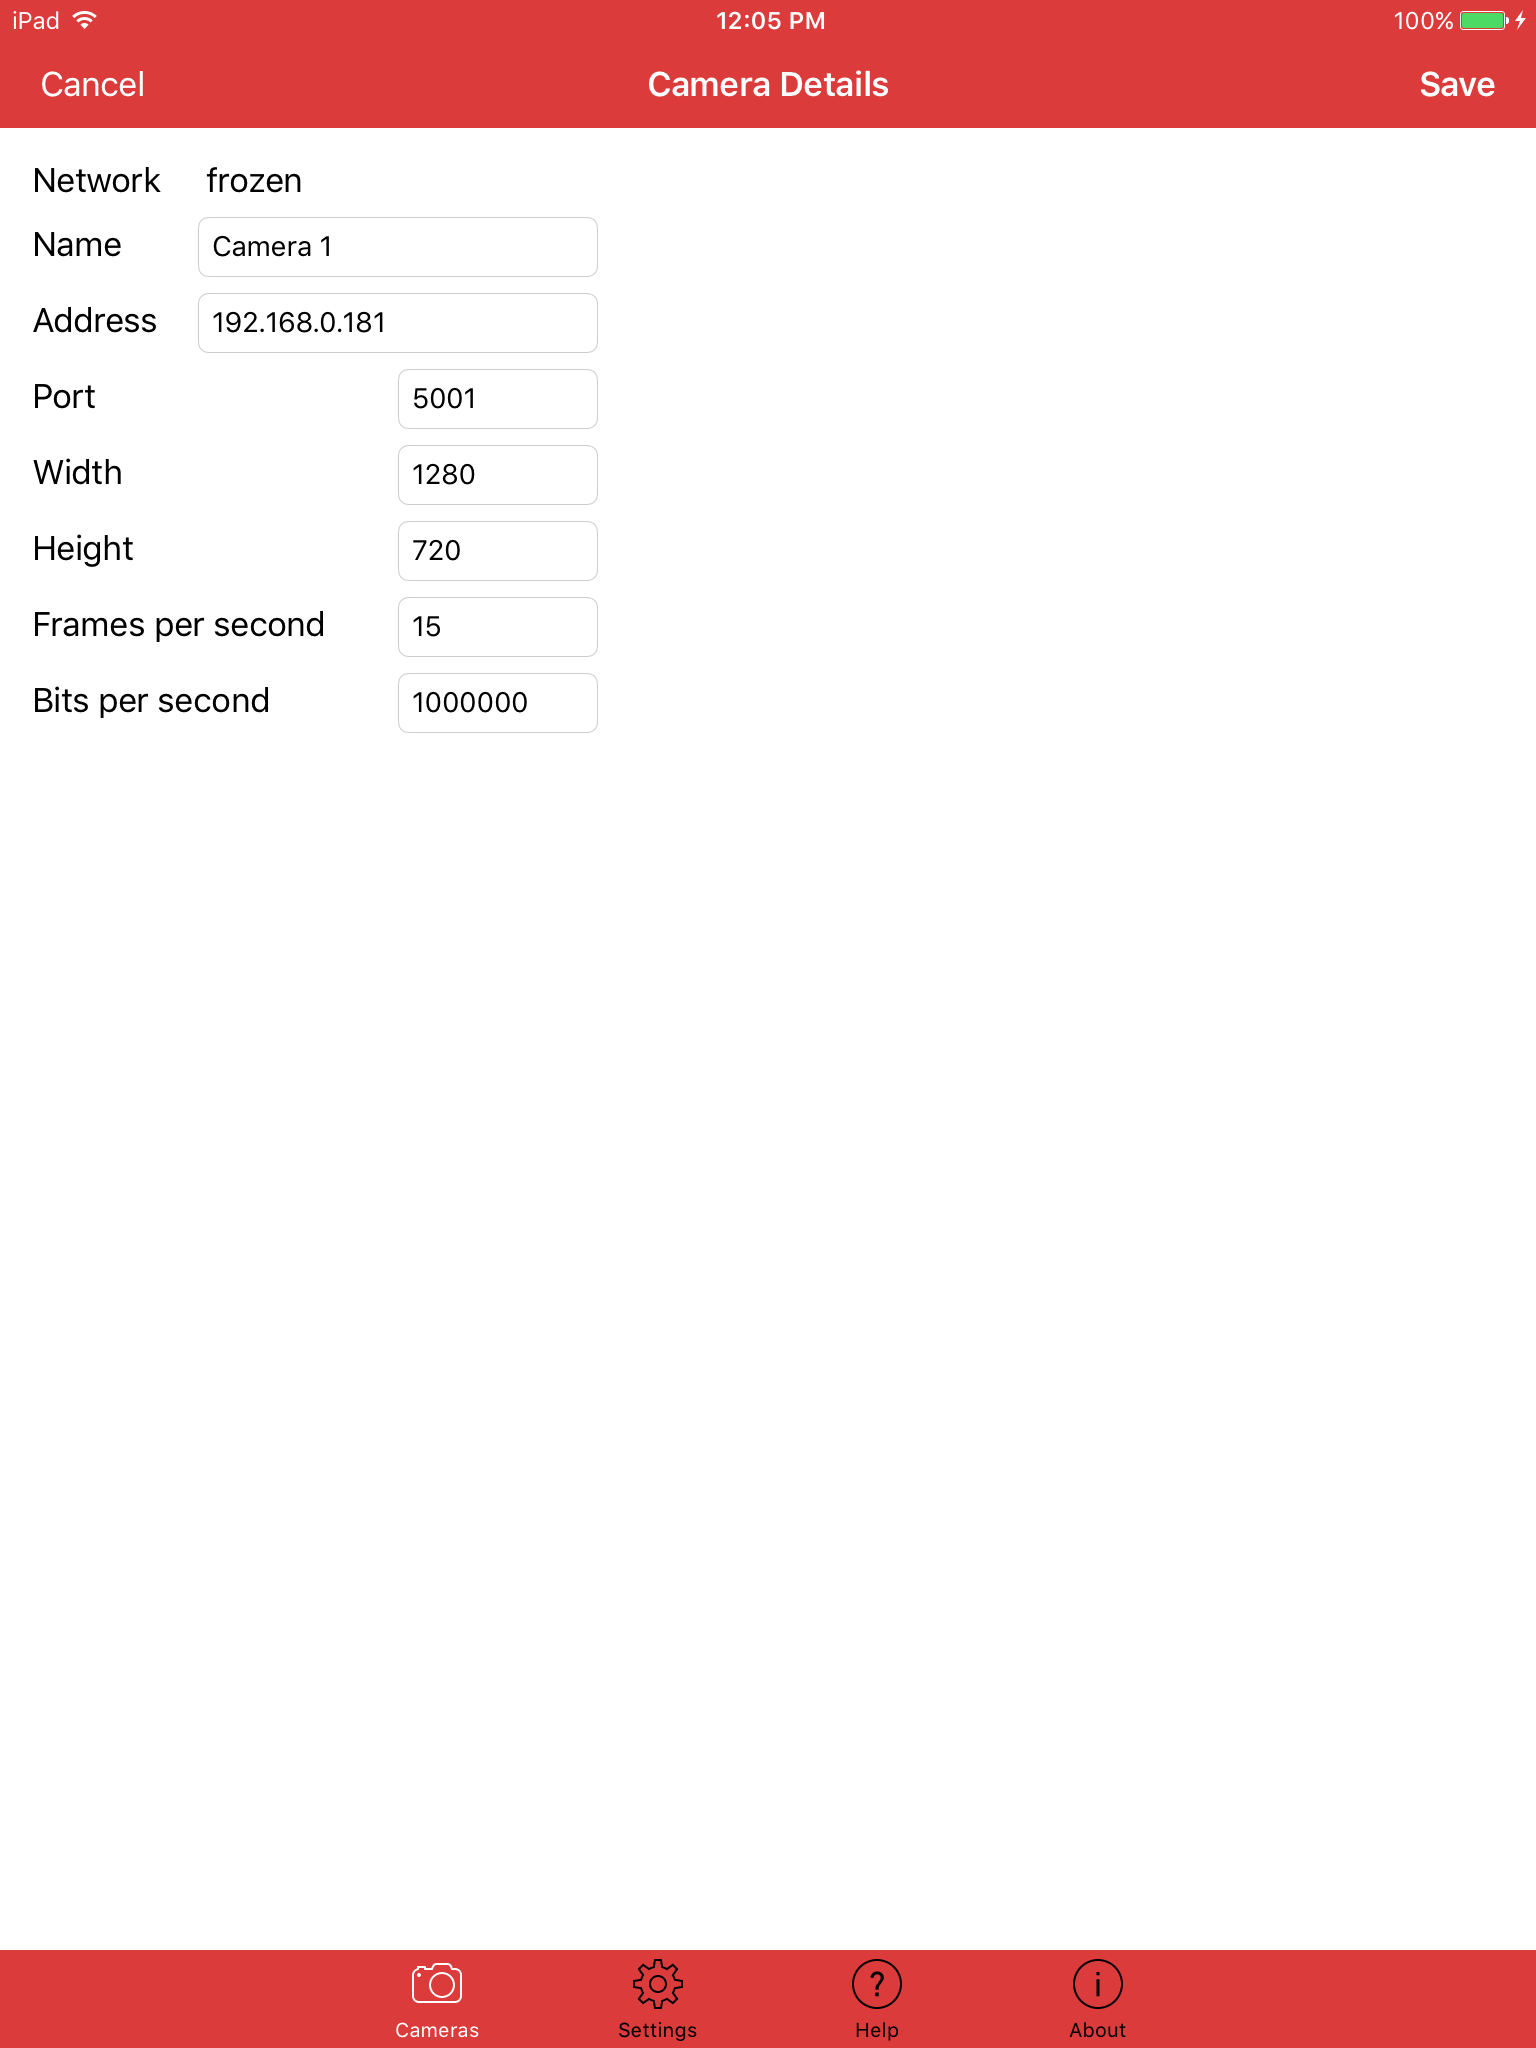 iPad 12:05 PM 100%
Cancel Camera Details Save
Network frozen
Name Camera 1
Address 192.168.0.181
Port 5001
Width 1280
Height 720
Frames per second 15
Bits per second 1000000
Cameras Settings Help About